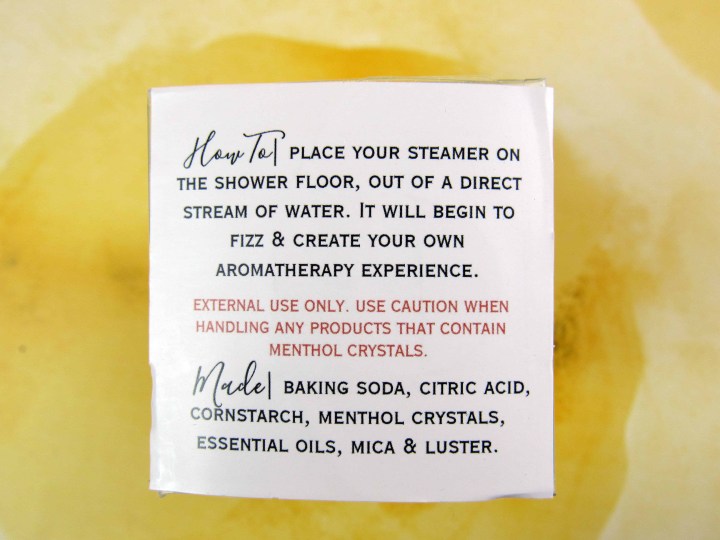 How To| PLACE YOUR STEAMER ON
THE SHOWER FLOOR, OUT OF A DIRECT
STREAM OF WATER. IT WILL BEGIN TO
FIZZ & CREATE YOUR OWN
AROMATHERAPY EXPERIENCE.
EXTERNAL USE ONLY. USE CAUTION WHEN
HANDLING ANY PRODUCTS THAT CONTAIN
MENTHOL CRYSTALS.
Made| BAKING SODA, CITRIC ACID,
CORNSTARCH, MENTHOL CRYSTALS,
ESSENTIAL OILS, MICA & LUSTER.